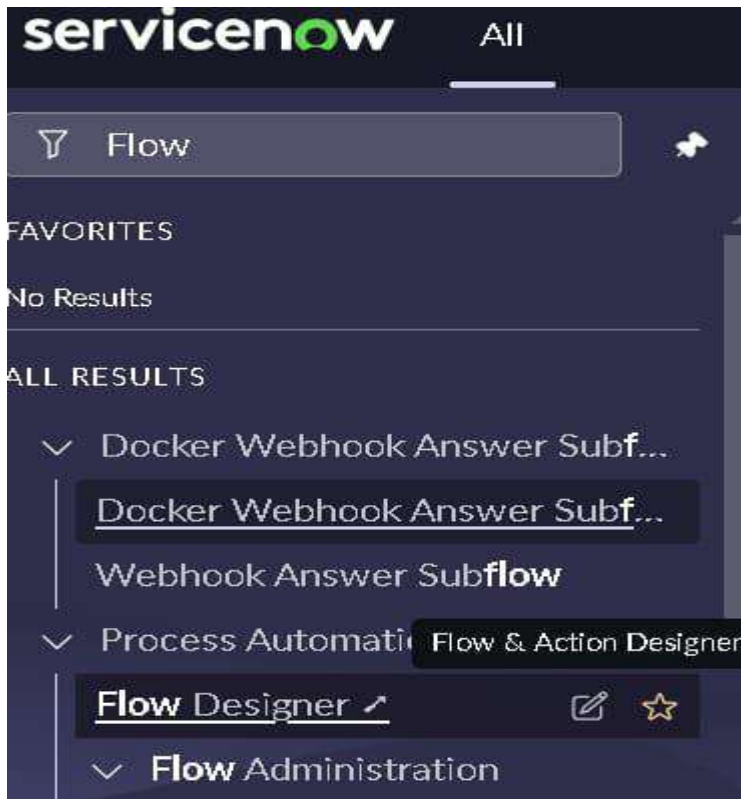 servicenow All
Flow
FAVORITES
No Results
ALL RESULTS
Docker Webhook Answer Subf...
Docker Webhook Answer Subf...
Webhook Answer Subflow
Process Automati Flow & Action Designer
Flow Designer
Flow Administration